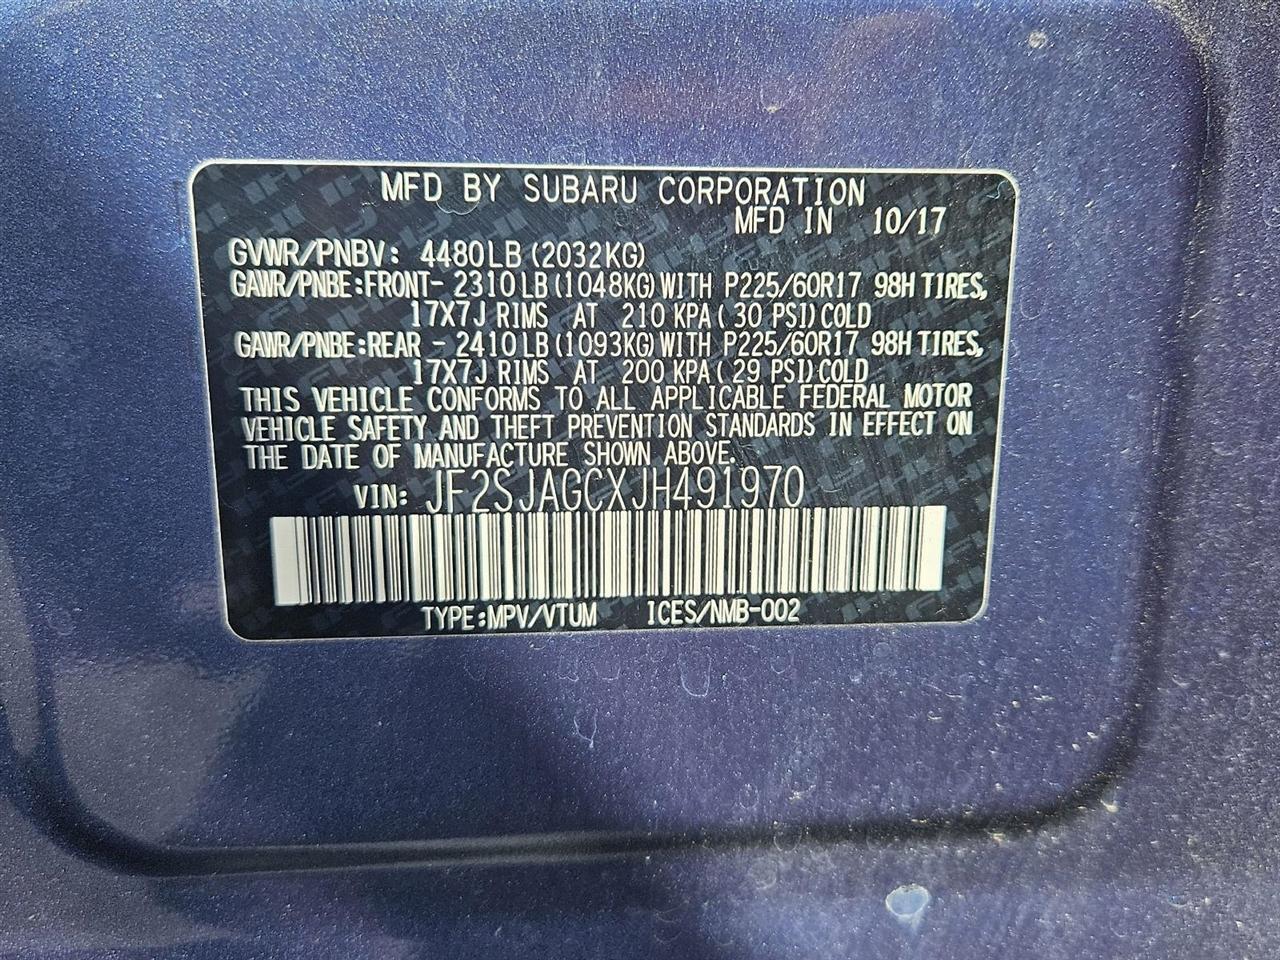 MFD BY SUBARU CORPORATION
MFD IN 10/17
GVWR/PNBV: 4480LB(2032KG)
GAWR/PNBE:FRONT- 2310LB(1048KG)WITH P225/60R17 98H TIRES,
17X7J RIMS AT 210 KPA( 30 PSI)COLD
GAWR/PNBE:REAR - 2410LB(1093KG)WITH P225/60R17 98H TIRES,
17X7J RIMS AT 200 KPA( 29 PSI)COLD
THIS VEHICLE CONFORMS TO ALL APPLICABLE FEDERAL MOTOR
VEHICLE SAFETY AND THEFT PREVENTION STANDARDS IN EFFECT ON
THE DATE OF MANUFACTURE SHOWN ABOVE.
VIN: JF2SJAGCXJH491970
TYPE:MPV/VTUM ICES/NMB-002